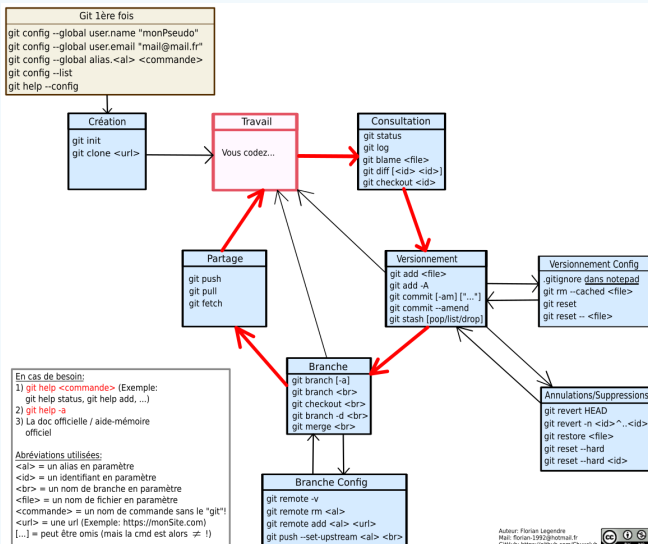 Git 1ère fois
git config --global user.name "monPseudo"
git config --global user.email "mail@mail.fr"
git config --global alias.<al> <commande>
git config --list
git help --config
Création
git init
git clone <url>
Travail
Vous codez...
Consultation
git status
git log
git blame <file>
git diff [<id> <id>]
git checkout <id>
Partage
git push
git pull
git fetch
Versionnement
git add <file>
git add -A
git commit [-am] ["..."]
git commit --amend
git stash [pop/list/drop]
Versionnement Config
.gitignore dans notepad
git rm --cached <file>
git reset
git reset -- <file>
Branche
git branch [-a]
git branch <br>
git checkout <br>
git branch -d <br>
git merge <br>
Annulations/Suppressions
git revert HEAD
git revert -n <id>^..<id>
git restore <file>
git reset --hard
git reset --hard <id>
Branche Config
git remote -v
git remote rm <al>
git remote add <al> <url>
git push --set-upstream <al> <br>
En cas de besoin:
1) git help <commande> (Exemple:
git help status, git help add, ...)
2) git help -a
3) La doc officielle / aide-mémoire
officiel
Abréviations utilisées:
<al> = un alias en paramètre
<id> = un identifiant en paramètre
<br> = un nom de branche en paramètre
<file> = un nom de fichier en paramètre
<commande> = un nom de commande sans le "git"!
<url> = une url (Exemple: https://monSite.com)
[...] = peut être omis (mais la cmd est alors ≠ !)
Auteur: Florian Legendre
Mail: florian-1992@hotmail.fr